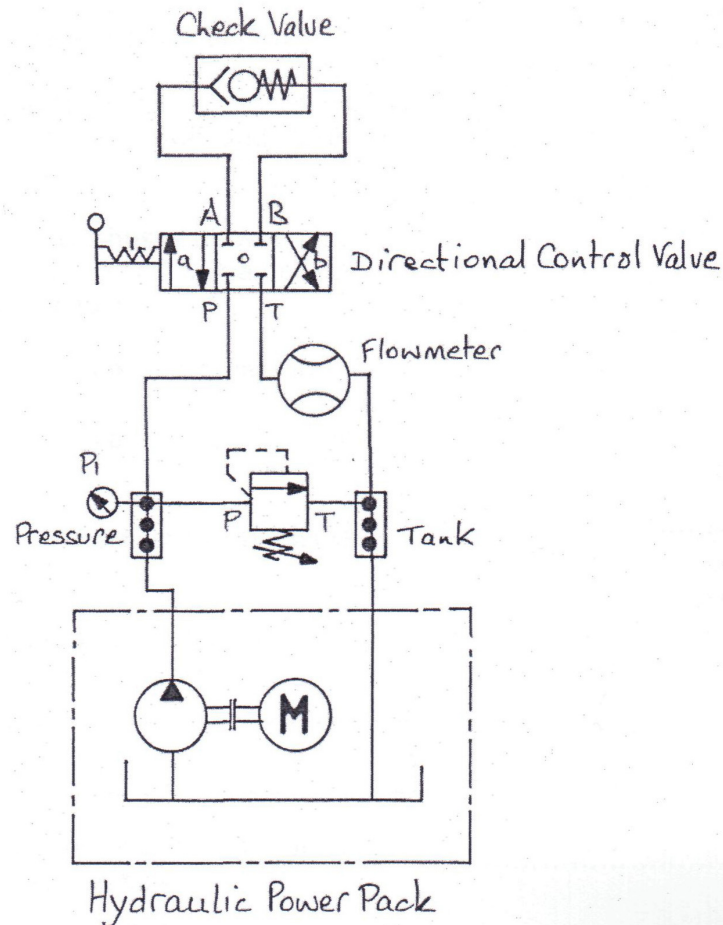 Check Valve
A B
a o b
Directional Control Valve
P T
Flowmeter
P1
P T
Pressure
Tank
M
Hydraulic Power Pack